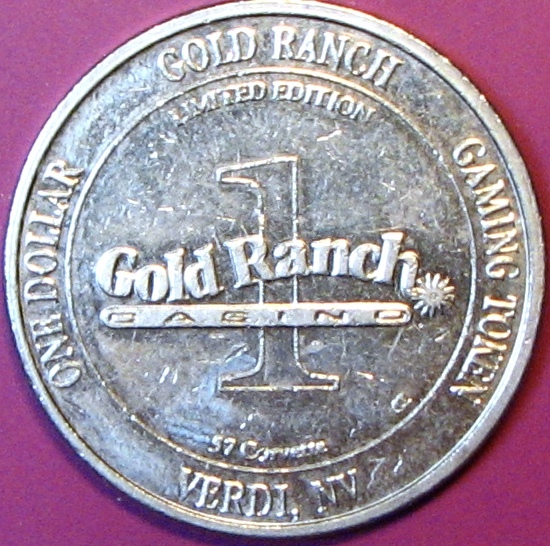 GOLD RANCH
LIMITED EDITION
ONE DOLLAR
GAMING TOKEN
1
Gold Ranch
CASINO
57 Corvette
VERDI, NV